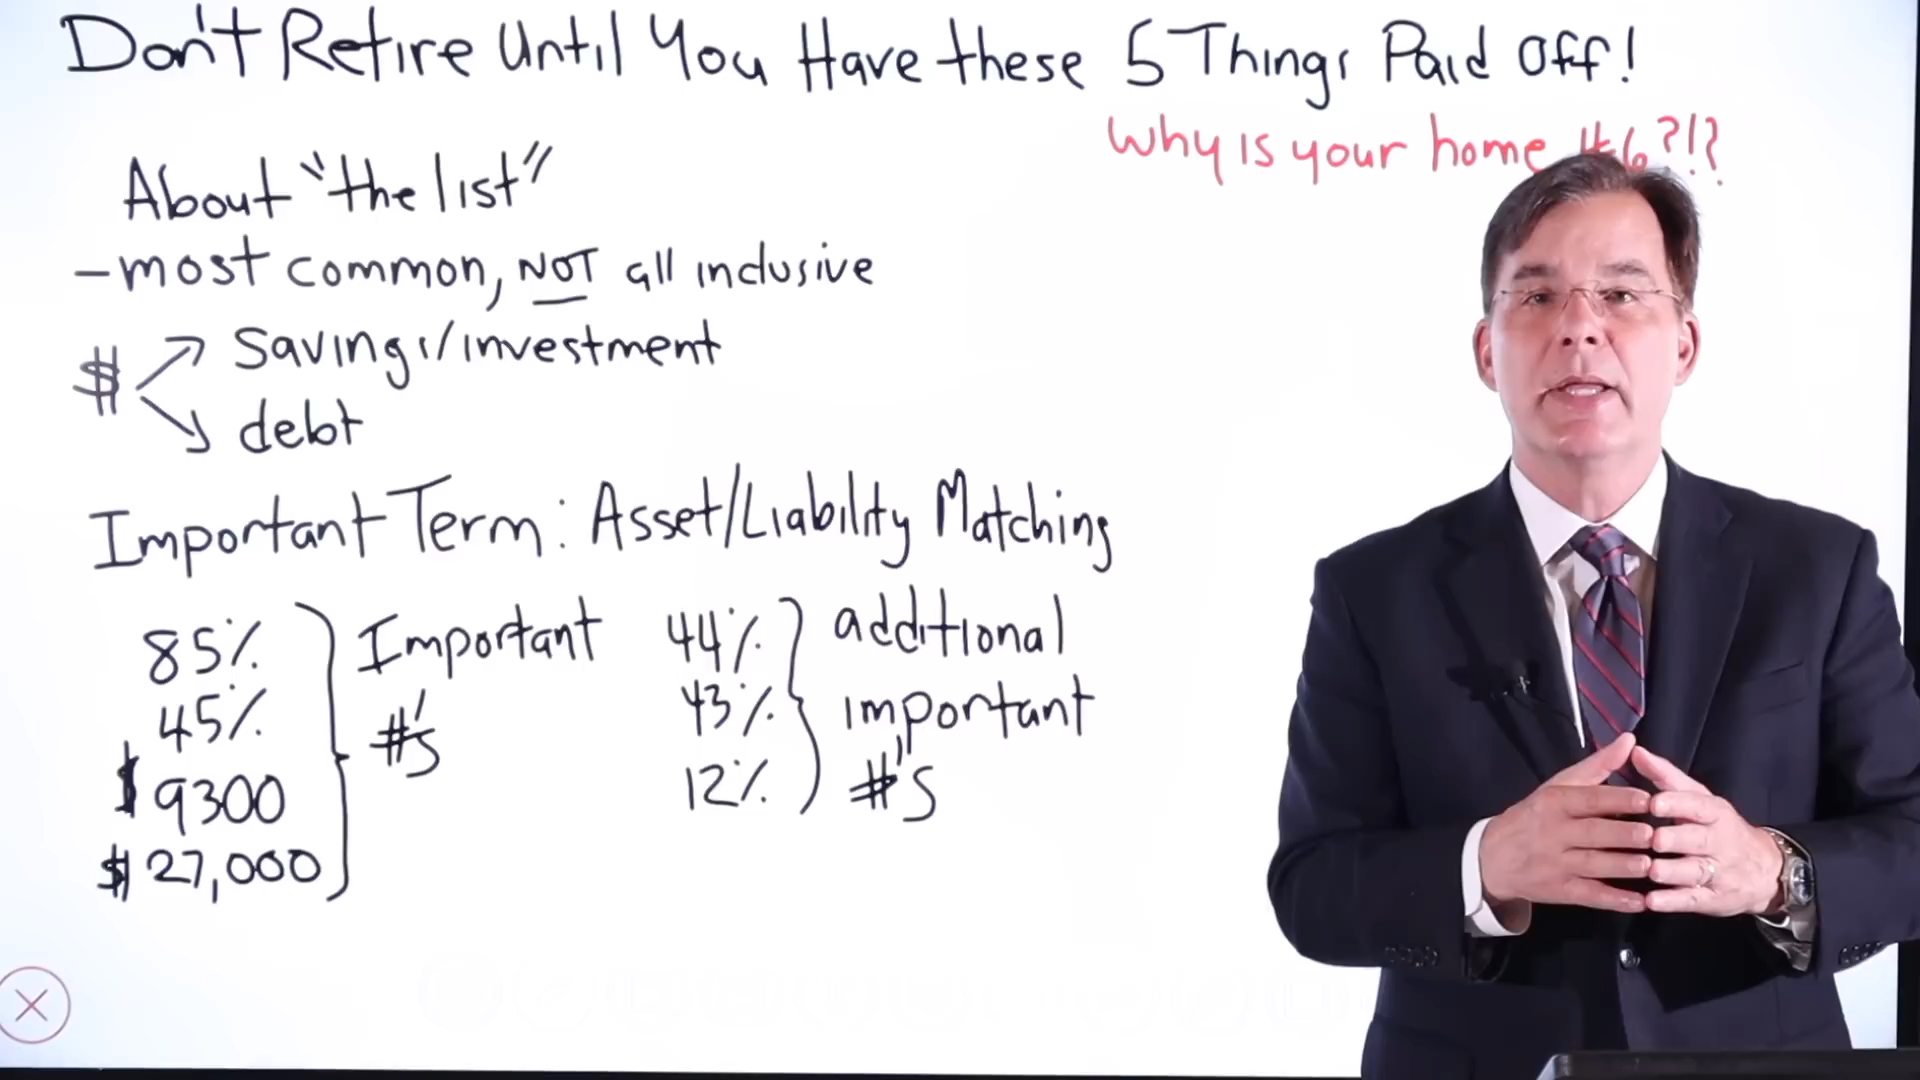 Don't Retire Until You Have these 5 Things Paid Off!
Why is your home #6?!?
About "the list"
- most common, NOT all inclusive
$ savings/investment
debt
Important Term: Asset/Liability Matching
85%
45%
$9300
$27,000
Important
#'s
44%
43%
12%
additional
important
#'s